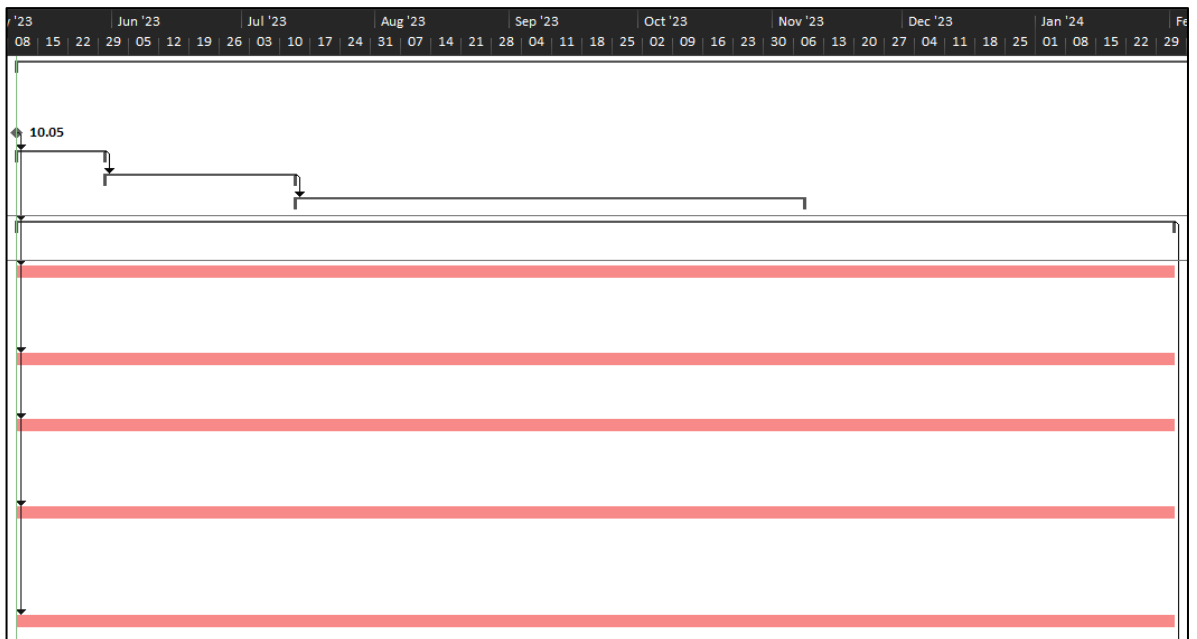 '23 Jun '23 Jul '23 Aug '23 Sep '23 Oct '23 Nov '23 Dec '23 Jan '24 Fe
08 15 22 29 05 12 19 26 03 10 17 24 31 07 14 21 28 04 11 18 25 02 09 16 23 30 06 13 20 27 04 11 18 25 01 08 15 22 29
10.05